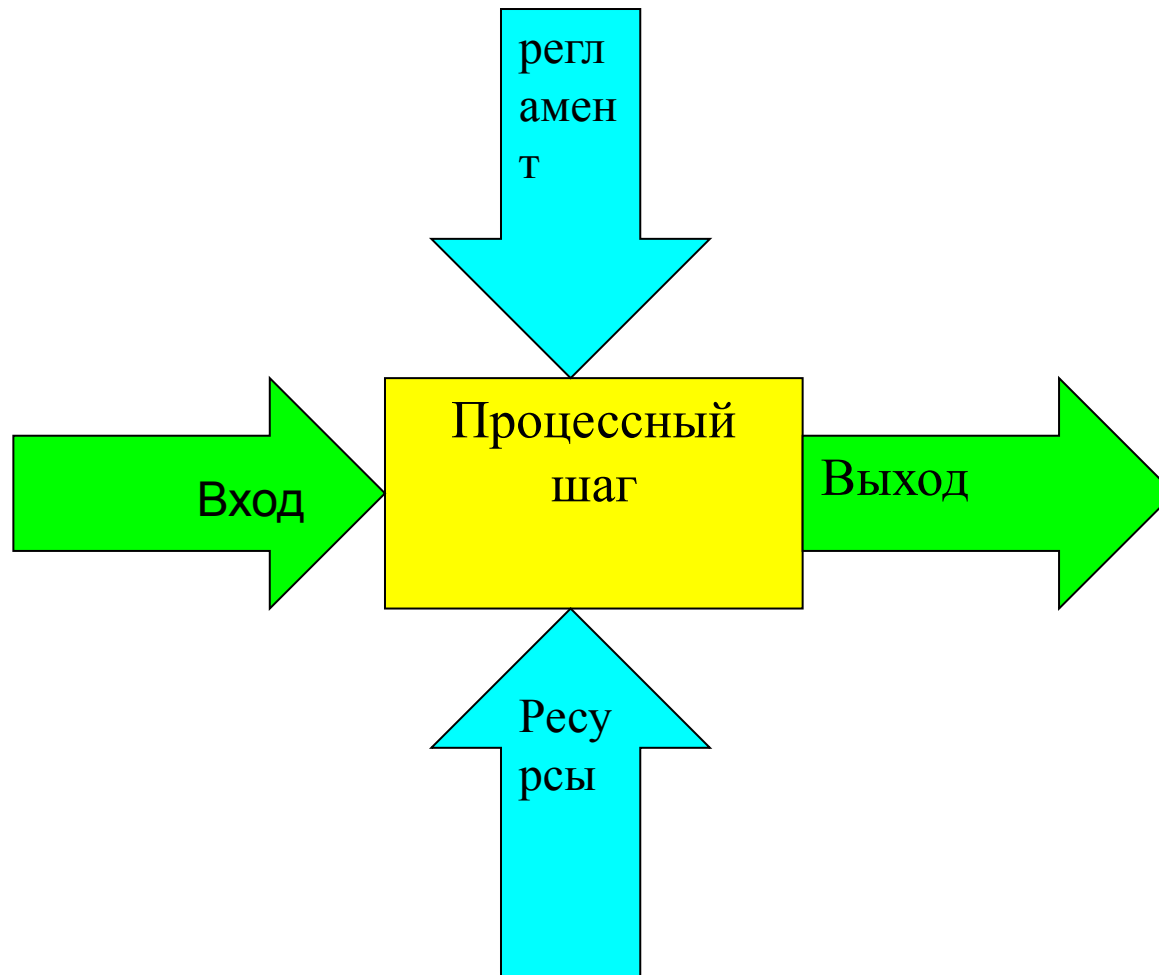 регл
амен
т
Процессный
шаг
Вход
Выход
Ресу
рсы